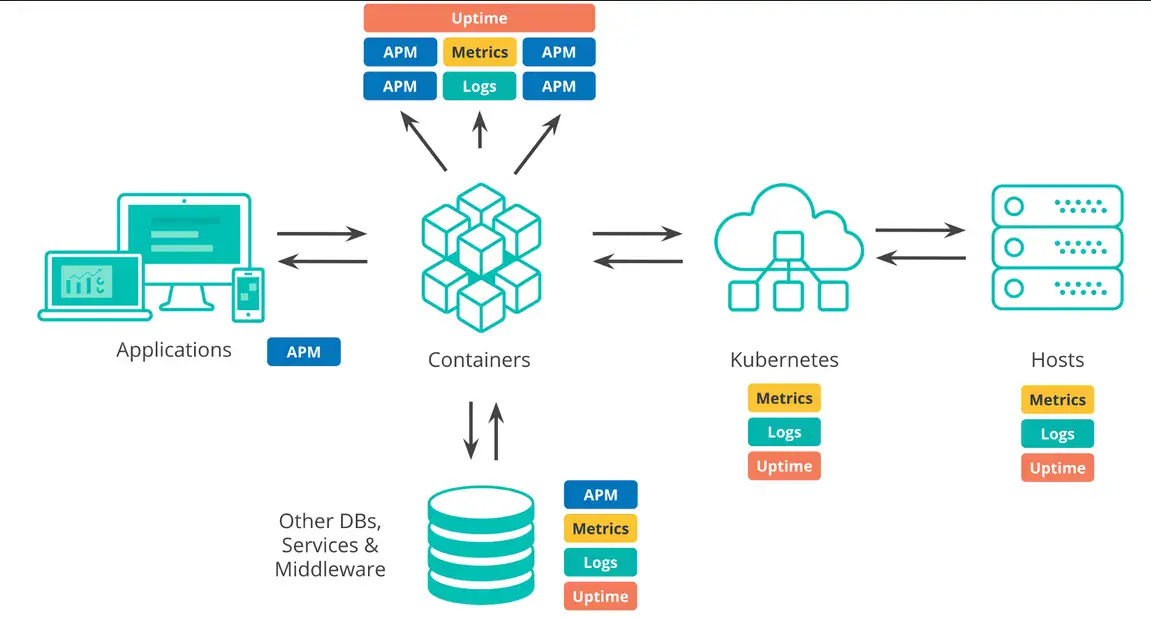 Uptime
APM Metrics APM
APM Logs APM
Applications
APM
Containers
Kubernetes
Metrics
Logs
Uptime
Hosts
Metrics
Logs
Uptime
Other DBs,
Services &
Middleware
APM
Metrics
Logs
Uptime